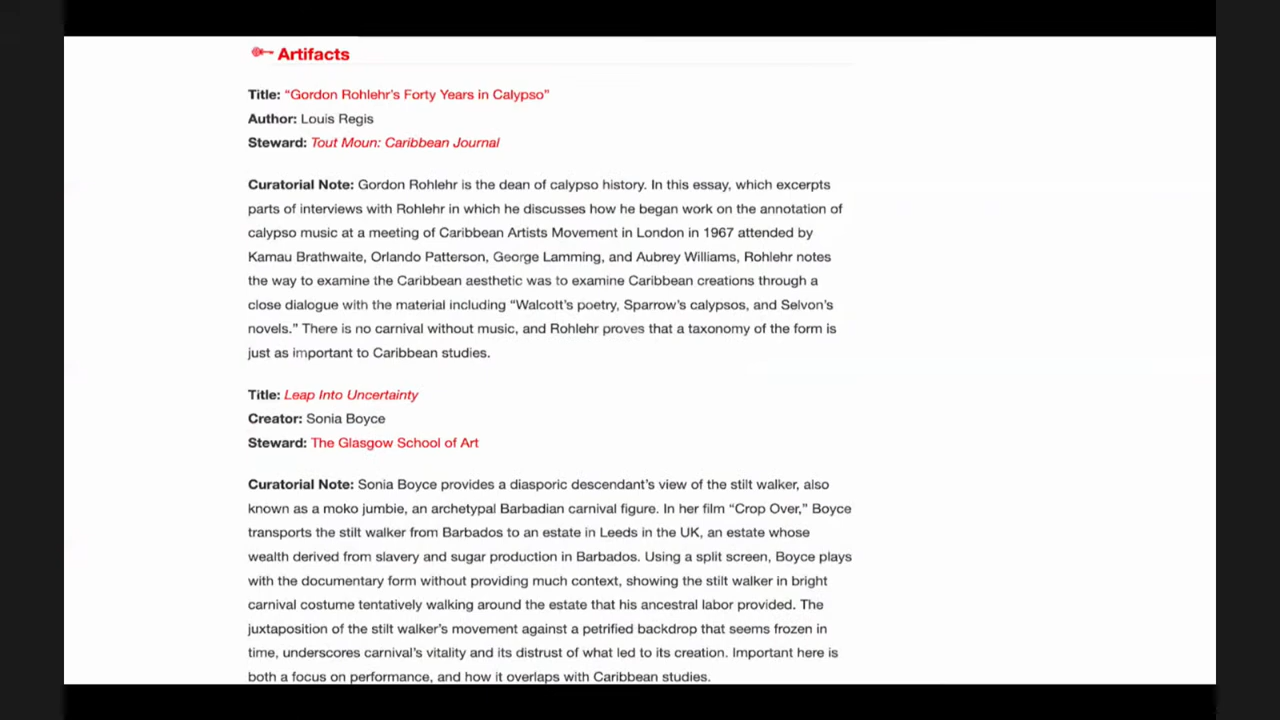 Artifacts
Title: “Gordon Rohlehr’s Forty Years in Calypso”
Author: Louis Regis
Steward: Tout Moun: Caribbean Journal
Curatorial Note: Gordon Rohlehr is the dean of calypso history. In this essay, which excerpts
parts of interviews with Rohlehr in which he discusses how he began work on the annotation of
calypso music at a meeting of Caribbean Artists Movement in London in 1967 attended by
Kamau Brathwaite, Orlando Patterson, George Lamming, and Aubrey Williams, Rohlehr notes
the way to examine the Caribbean aesthetic was to examine Caribbean creations through a
close dialogue with the material including “Walcott’s poetry, Sparrow’s calypsos, and Selvon’s
novels.” There is no carnival without music, and Rohlehr proves that a taxonomy of the form is
just as important to Caribbean studies.
Title: Leap Into Uncertainty
Creator: Sonia Boyce
Steward: The Glasgow School of Art
Curatorial Note: Sonia Boyce provides a diasporic descendant’s view of the stilt walker, also
known as a moko jumbie, an archetypal Barbadian carnival figure. In her film “Crop Over,” Boyce
transports the stilt walker from Barbados to an estate in Leeds in the UK, an estate whose
wealth derived from slavery and sugar production in Barbados. Using a split screen, Boyce plays
with the documentary form without providing much context, showing the stilt walker in bright
carnival costume tentatively walking around the estate that his ancestral labor provided. The
juxtaposition of the stilt walker’s movement against a petrified backdrop that seems frozen in
time, underscores carnival’s vitality and its distrust of what led to its creation. Important here is
both a focus on performance, and how it overlaps with Caribbean studies.